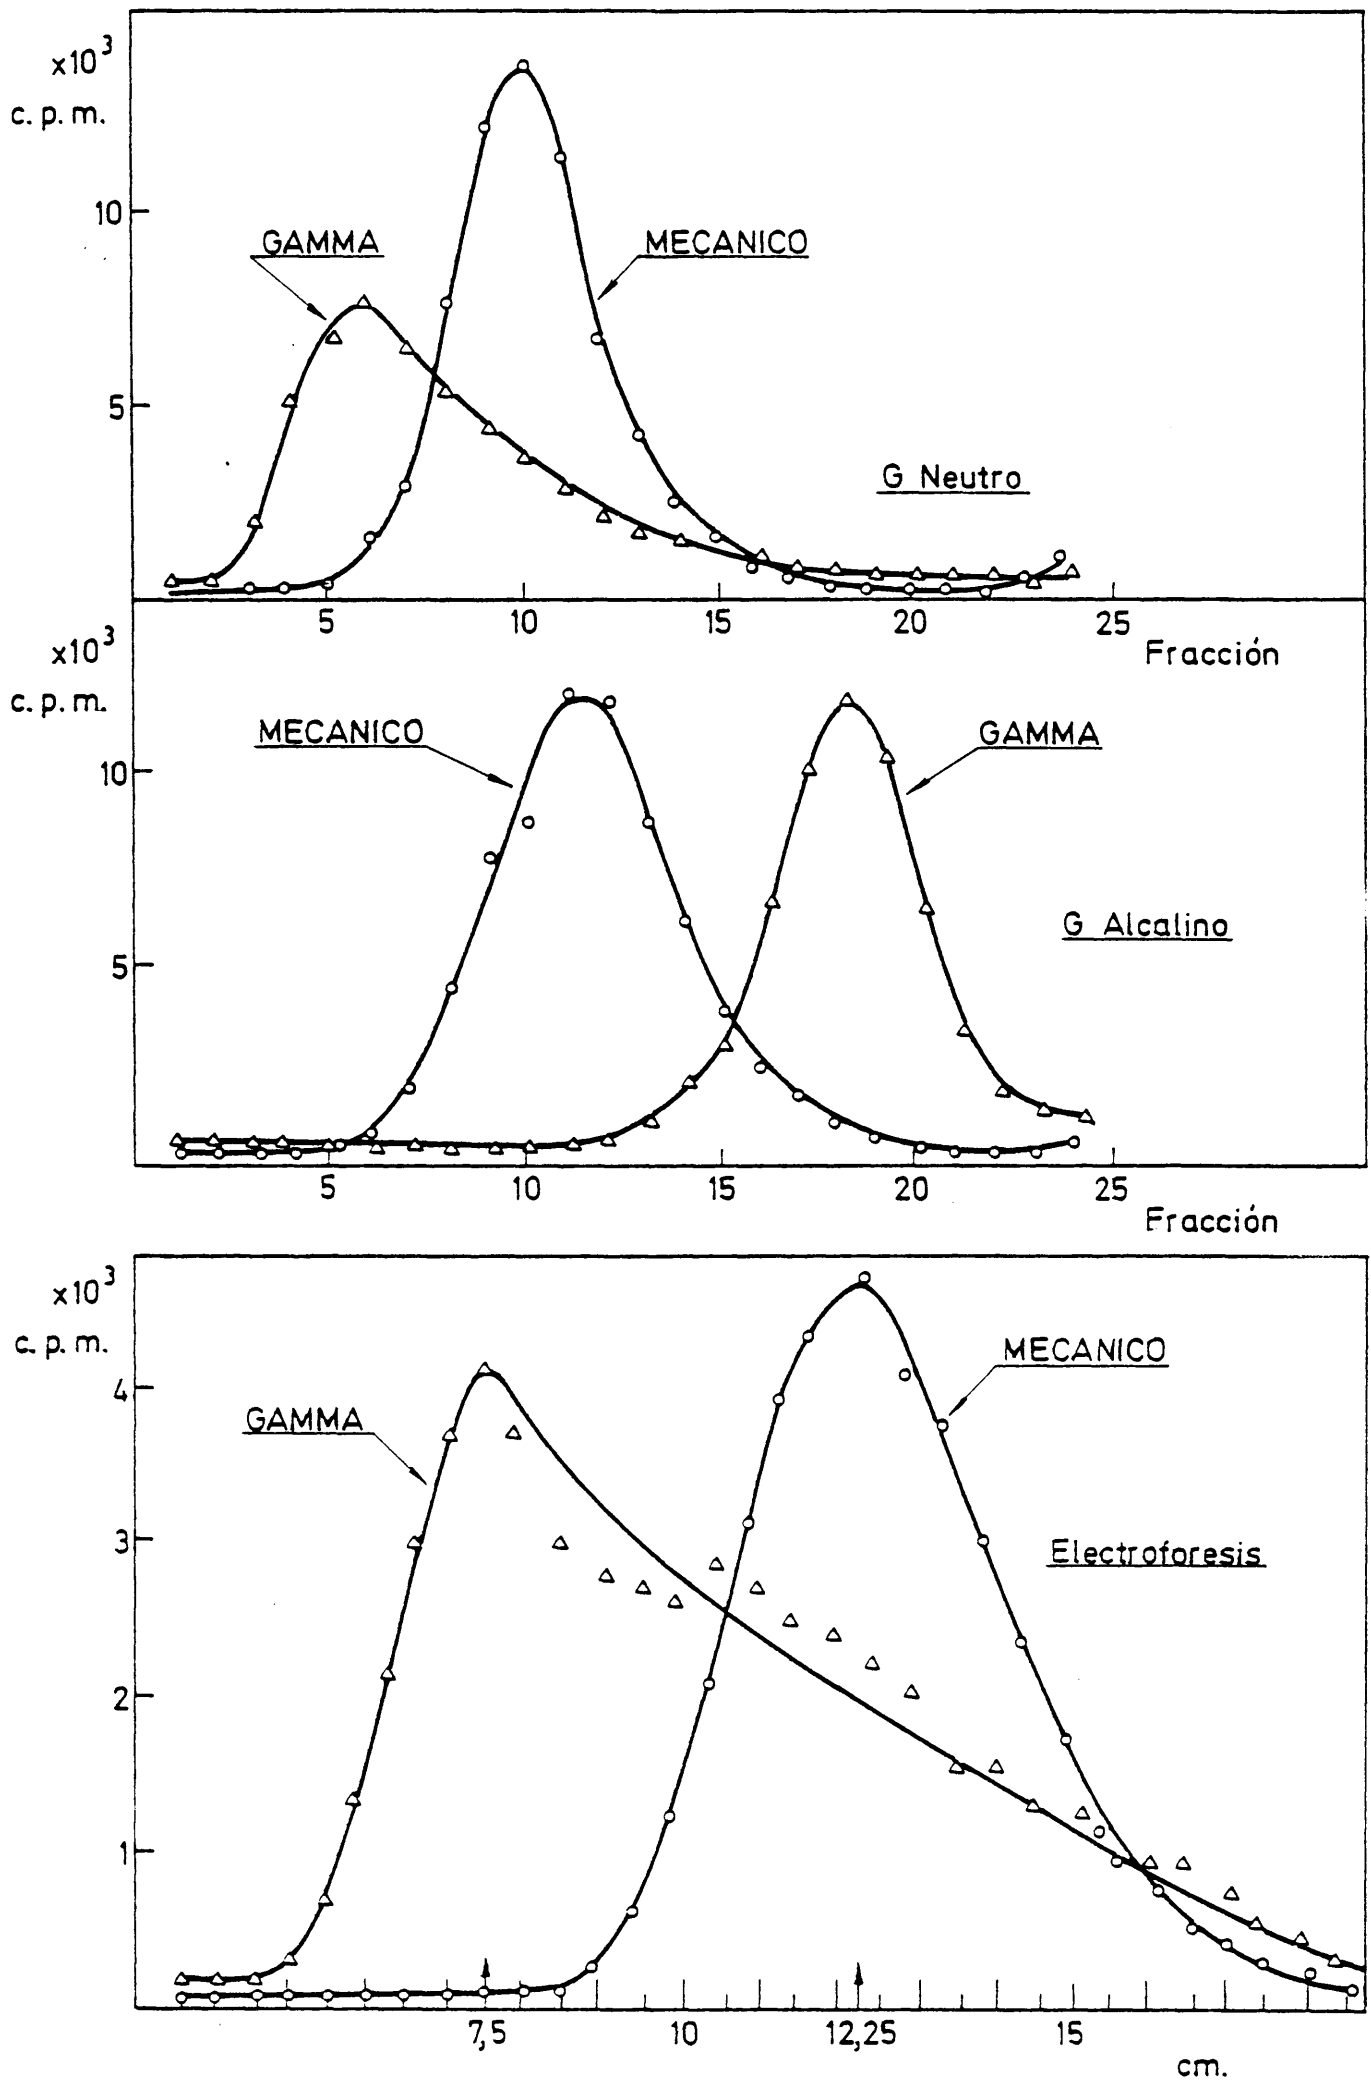 x10³
c. p. m.
10
5
GAMMA
MECANICO
G Neutro
5 10 15 20 25
Fracción
x10³
c. p. m.
10
5
MECANICO
GAMMA
G Alcalino
5 10 15 20 25
Fracción
x10³
c. p. m.
4
3
2
1
GAMMA
MECANICO
Electroforesis
7,5 10 12,25 15
cm.